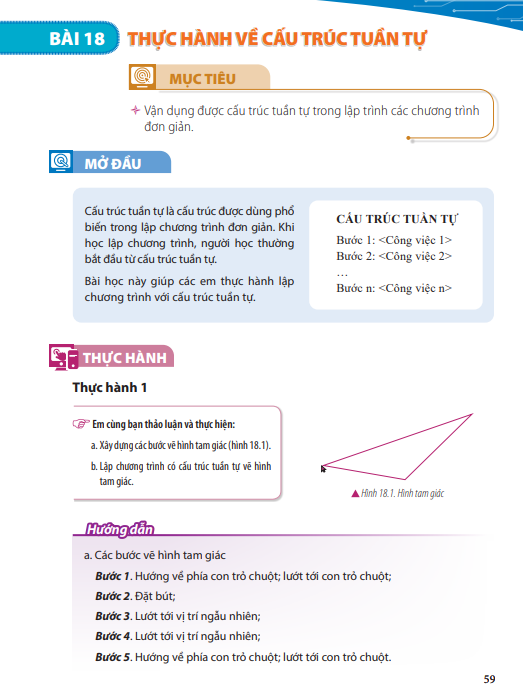 BÀI 18
THỰC HÀNH VỀ CẤU TRÚC TUẦN TỰ
MỤC TIÊU
Vận dụng được cấu trúc tuần tự trong lập trình các chương trình
đơn giản.
MỞ ĐẦU
Cấu trúc tuần tự là cấu trúc được dùng phổ
biến trong lập chương trình đơn giản. Khi
học lập chương trình, người học thường
bắt đầu từ cấu trúc tuần tự.
Bài học này giúp các em thực hành lập
chương trình với cấu trúc tuần tự.
CẤU TRÚC TUẦN TỰ
Bước 1: <Công việc 1>
Bước 2: <Công việc 2>
…
Bước n: <Công việc n>
THỰC HÀNH
Thực hành 1
Em cùng bạn thảo luận và thực hiện:
a. Xây dựng các bước vẽ hình tam giác (hình 18.1).
b. Lập chương trình có cấu trúc tuần tự vẽ hình
tam giác.
Hình 18.1. Hình tam giác
Hướng dẫn
a. Các bước vẽ hình tam giác
Bước 1. Hướng về phía con trỏ chuột; lướt tới con trỏ chuột;
Bước 2. Đặt bút;
Bước 3. Lướt tới vị trí ngẫu nhiên;
Bước 4. Lướt tới vị trí ngẫu nhiên;
Bước 5. Hướng về phía con trỏ chuột; lướt tới con trỏ chuột.
59